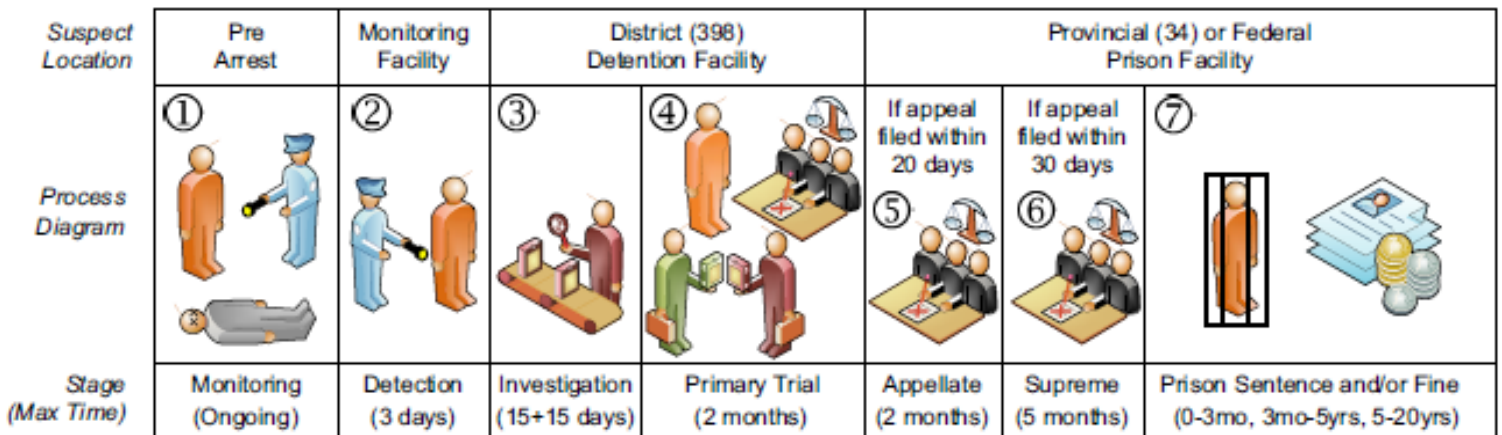 Suspect Location
Pre Arrest
Monitoring Facility
District (398) Detention Facility
Provincial (34) or Federal Prison Facility
Process Diagram
①
②
③
④
If appeal filed within 20 days
⑤
If appeal filed within 30 days
⑥
⑦
Stage (Max Time)
Monitoring (Ongoing)
Detection (3 days)
Investigation (15+15 days)
Primary Trial (2 months)
Appellate (2 months)
Supreme (5 months)
Prison Sentence and/or Fine (0-3mo, 3mo-5yrs, 5-20yrs)